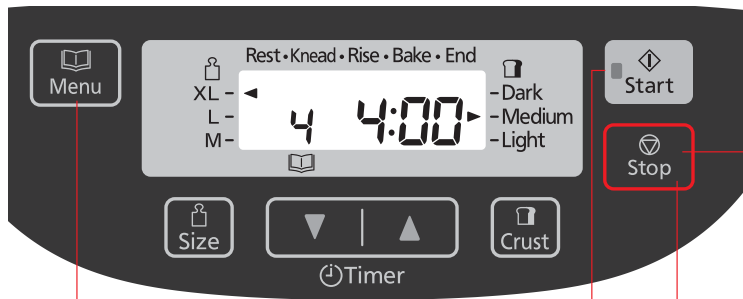 Menu
Rest • Knead • Rise • Bake • End
XL –
L –
M –
4 4:00
– Dark
– Medium
– Light
Start
Stop
Size
Timer
Crust